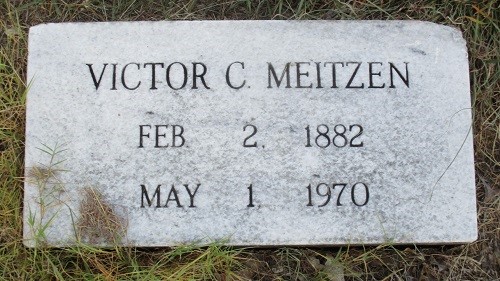 VICTOR C. MEITZEN
FEB 2, 1882
MAY 1, 1970